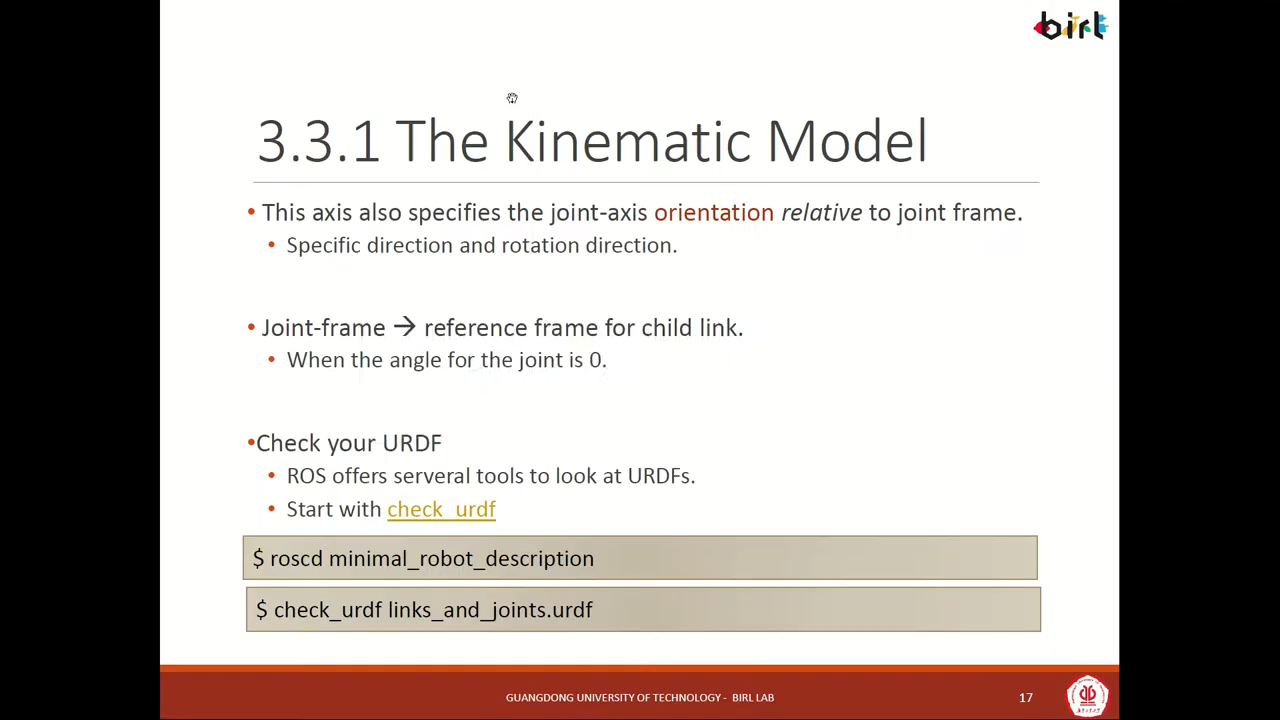 birl
3.3.1 The Kinematic Model
• This axis also specifies the joint-axis orientation relative to joint frame.
• Specific direction and rotation direction.
• Joint-frame → reference frame for child link.
• When the angle for the joint is 0.
•Check your URDF
• ROS offers serveral tools to look at URDFs.
• Start with check_urdf
$ roscd minimal_robot_description
$ check_urdf links_and_joints.urdf
GUANGDONG UNIVERSITY OF TECHNOLOGY - BIRL LAB
17